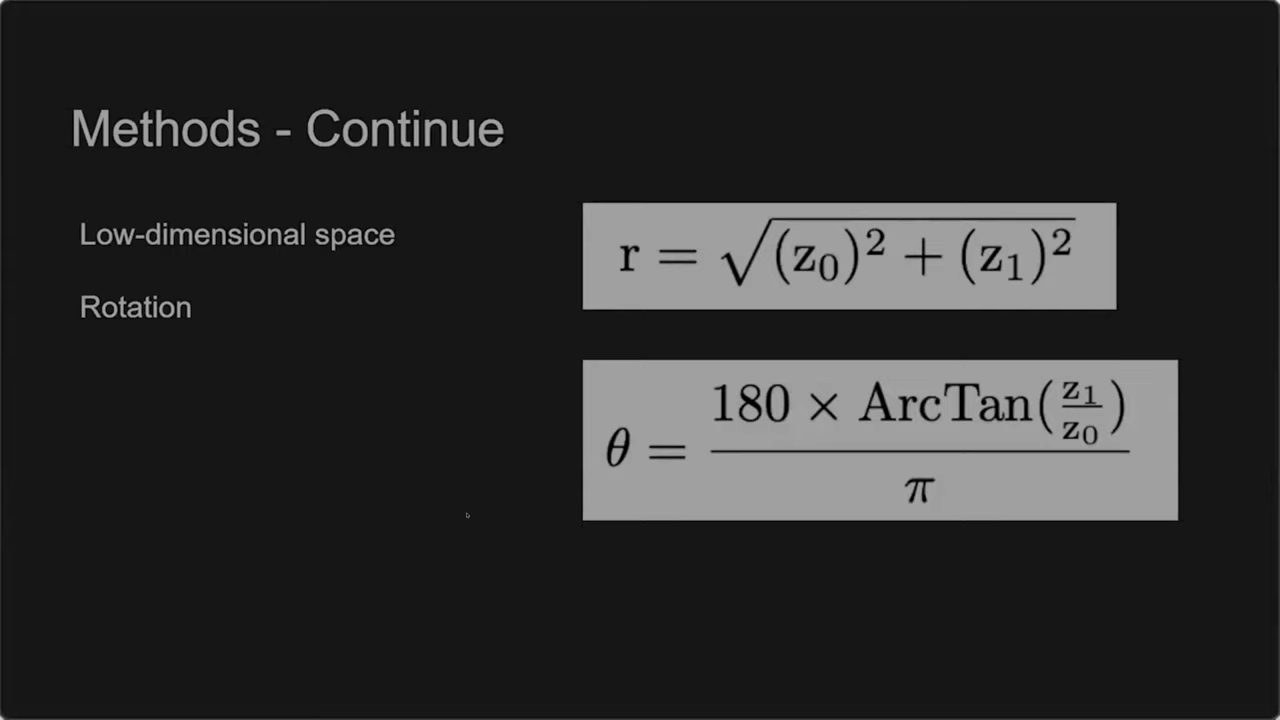 Methods - Continue
Low-dimensional space
Rotation
r = √(z₀)² + (z₁)²
θ = 180 × ArcTan(z₁/z₀) / π